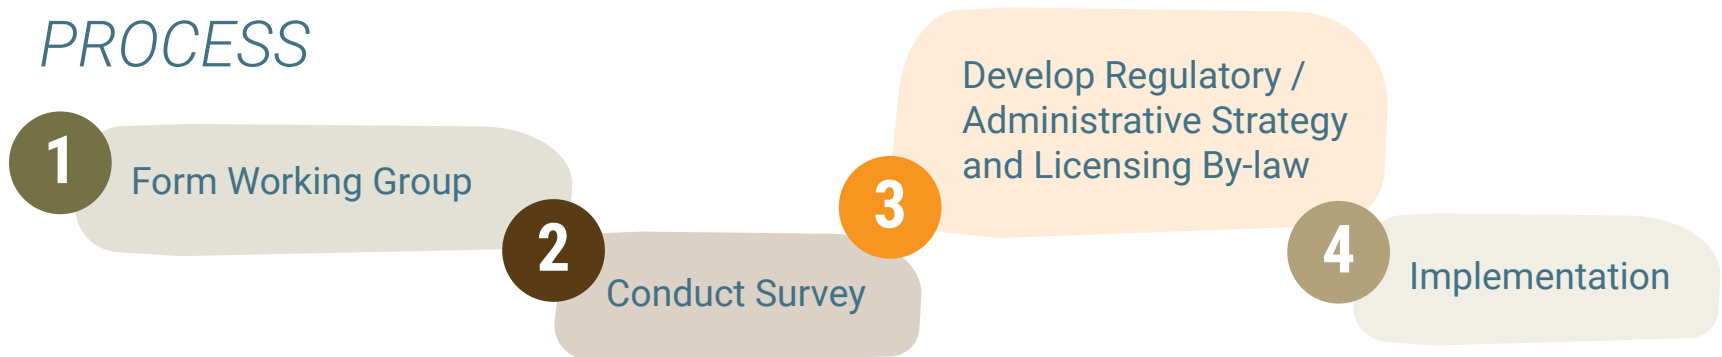 PROCESS
1
Form Working Group
2
Conduct Survey
3
Develop Regulatory /
Administrative Strategy
and Licensing By-law
4
Implementation